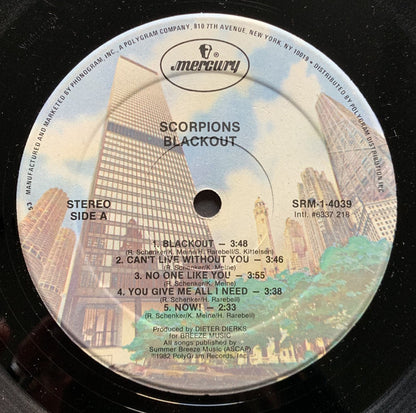 MANUFACTURED AND MARKETED BY PHONOGRAM, INC., A POLYGRAM COMPANY, 810 7TH AVENUE, NEW YORK, NY 10019 • DISTRIBUTED BY POLYGRAM DISTRIBUTION, INC.
mercury
SCORPIONS
BLACKOUT
STEREO
SIDE A
SRM-1-4039
Intl. #6337 218
53
1. BLACKOUT — 3:48
(R. Schenker/K. Meine/H. Rarebell/S. Kittelsen)
2. CAN'T LIVE WITHOUT YOU — 3:46
(R. Schenker/K. Meine)
3. NO ONE LIKE YOU — 3:55
(R. Schenker/K. Meine)
4. YOU GIVE ME ALL I NEED — 3:38
(R. Schenker/H. Rarebell)
5. NOW! — 2:33
(R. Schenker/K. Meine/H. Rarebell)
Produced by DIETER DIERKS
for BREEZE MUSIC
All songs published by
Summer Breeze Music (ASCAP)
℗1982 PolyGram Records, Inc.